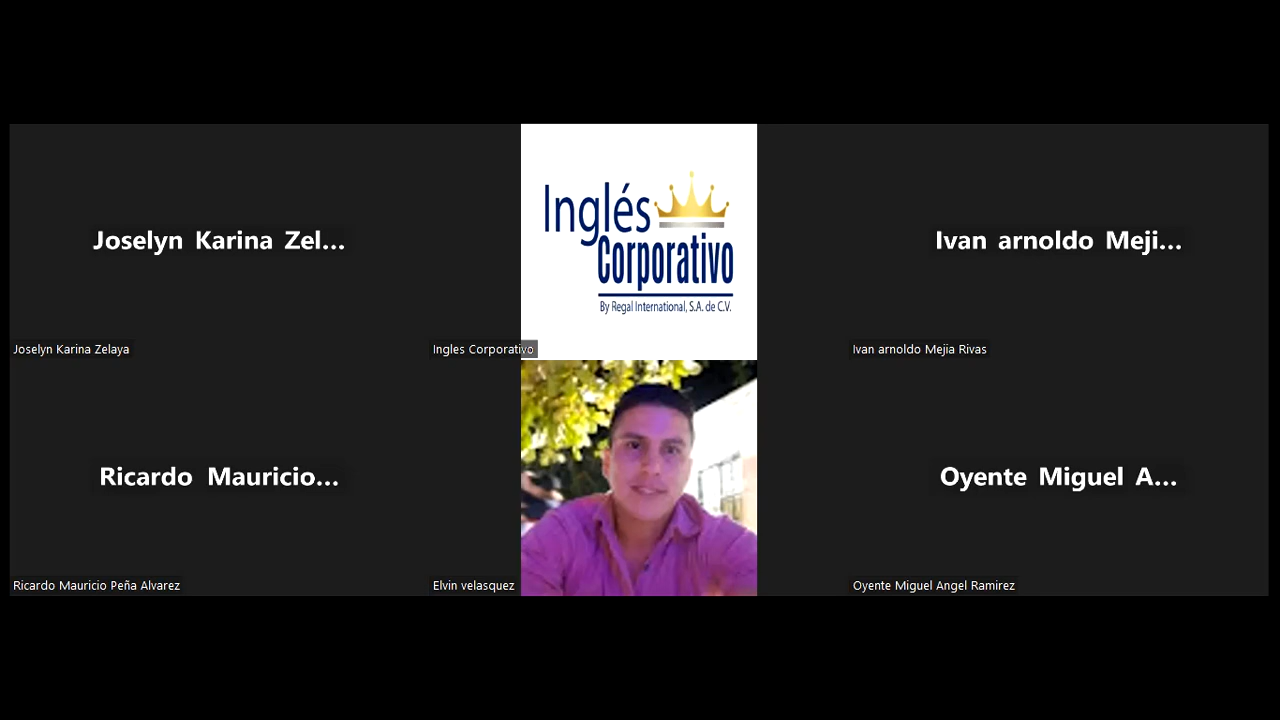 Joselyn Karina Zel...
Joselyn Karina Zelaya
Inglés
Corporativo
By Regal International, S.A. de C.V.
Ingles Corporativo
Ivan arnoldo Meji...
Ivan arnoldo Mejia Rivas
Ricardo Mauricio...
Ricardo Mauricio Peña Alvarez
Elvin velasquez
Oyente Miguel A...
Oyente Miguel Angel Ramirez